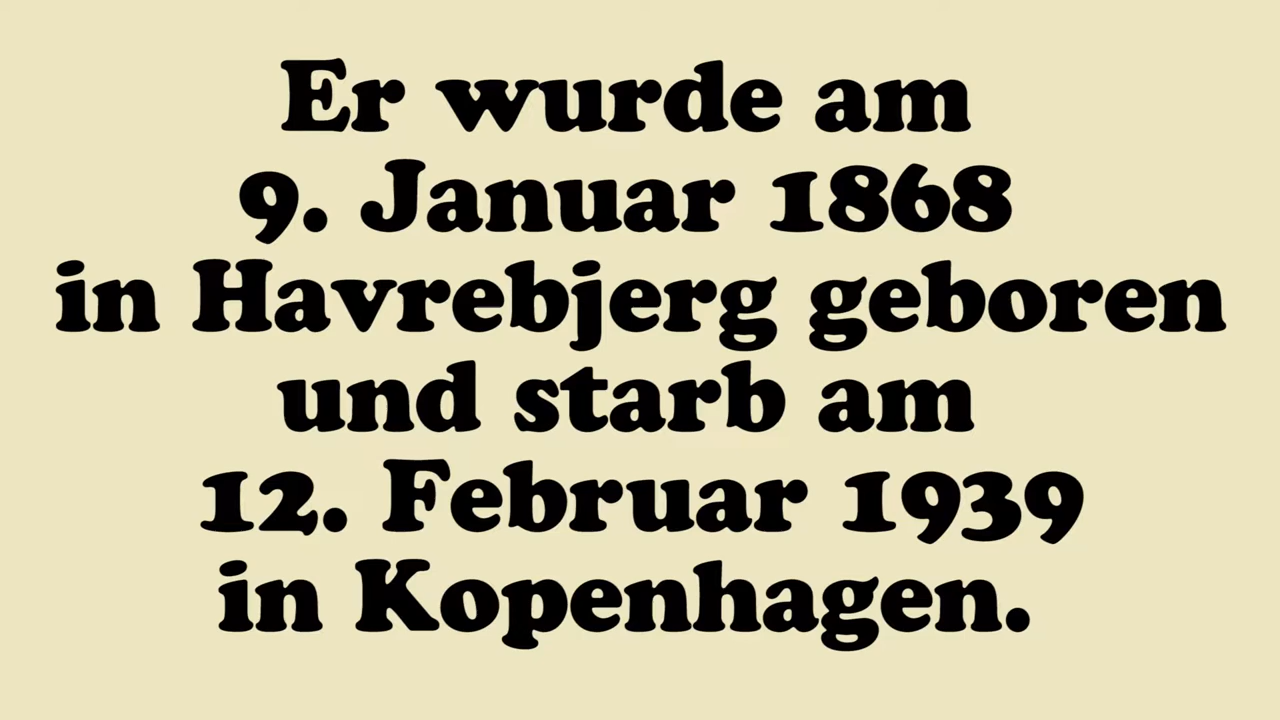 Er wurde am
9. Januar 1868
in Havrebjerg geboren
und starb am
12. Februar 1939
in Kopenhagen.